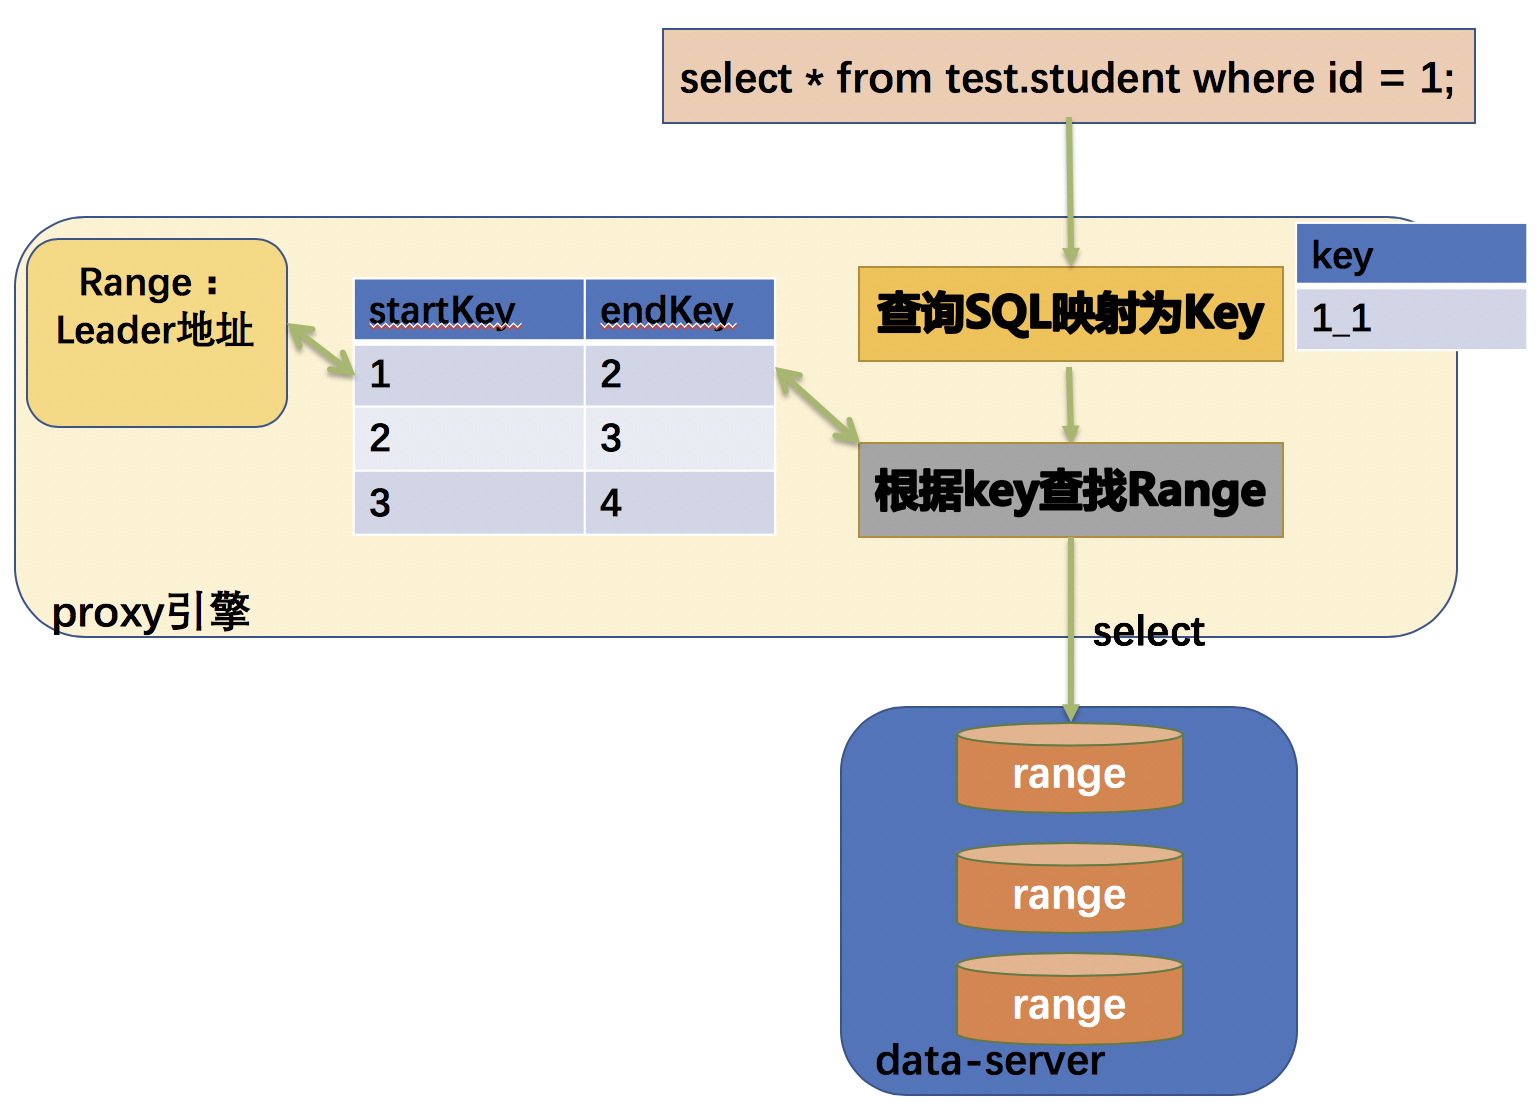 select * from test.student where id = 1;
key
1_1
查询SQL映射为Key
Range：
Leader地址
startKey endKey
1 2
2 3
3 4
根据key查找Range
proxy引擎
select
range
range
range
data-server